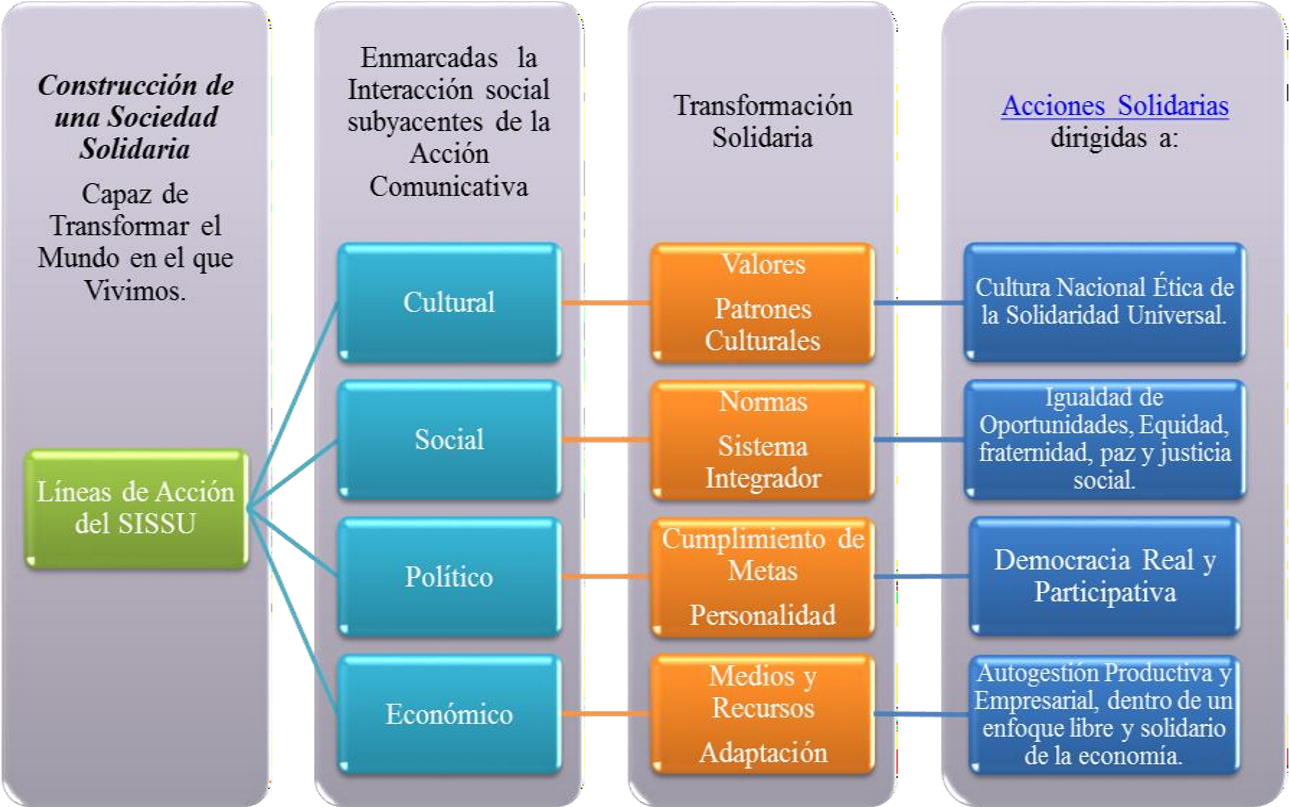 Construcción de
una Sociedad
Solidaria
Capaz de
Transformar el
Mundo en el que
Vivimos.
Líneas de Acción
del SISSU
Enmarcadas la
Interacción social
subyacentes de la
Acción
Comunicativa
Cultural
Social
Político
Económico
Transformación
Solidaria
Valores
Patrones
Culturales
Normas
Sistema
Integrador
Cumplimiento de
Metas
Personalidad
Medios y
Recursos
Adaptación
Acciones Solidarias
dirigidas a:
Cultura Nacional Ética de
la Solidaridad Universal.
Igualdad de
Oportunidades, Equidad,
fraternidad, paz y justicia
social.
Democracia Real y
Participativa
Autogestión Productiva y
Empresarial, dentro de un
enfoque libre y solidario
de la economía.